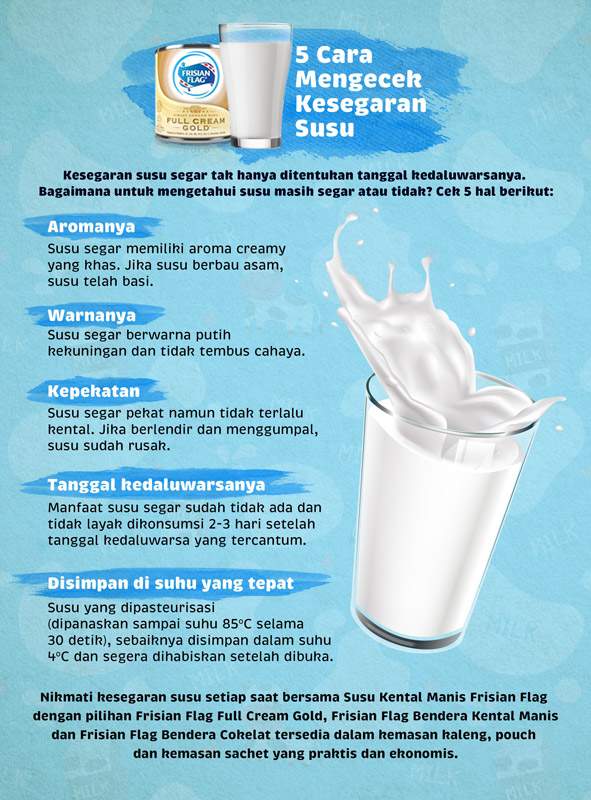 FRISIAN
FLAG
BENDERA
FULL CREAM
GOLD
5 Cara
Mengecek
Kesegaran
Susu
Kesegaran susu segar tak hanya ditentukan tanggal kedaluwarsanya.
Bagaimana untuk mengetahui susu masih segar atau tidak? Cek 5 hal berikut:
Aromanya
Susu segar memiliki aroma creamy
yang khas. Jika susu berbau asam,
susu telah basi.
Warnanya
Susu segar berwarna putih
kekuningan dan tidak tembus cahaya.
Kepekatan
Susu segar pekat namun tidak terlalu
kental. Jika berlendir dan menggumpal,
susu sudah rusak.
Tanggal kedaluwarsanya
Manfaat susu segar sudah tidak ada dan
tidak layak dikonsumsi 2-3 hari setelah
tanggal kedaluwarsa yang tercantum.
Disimpan di suhu yang tepat
Susu yang dipasteurisasi
(dipanaskan sampai suhu 85°C selama
30 detik), sebaiknya disimpan dalam suhu
4°C dan segera dihabiskan setelah dibuka.
Nikmati kesegaran susu setiap saat bersama Susu Kental Manis Frisian Flag
dengan pilihan Frisian Flag Full Cream Gold, Frisian Flag Bendera Kental Manis
dan Frisian Flag Bendera Cokelat tersedia dalam kemasan kaleng, pouch
dan kemasan sachet yang praktis dan ekonomis.